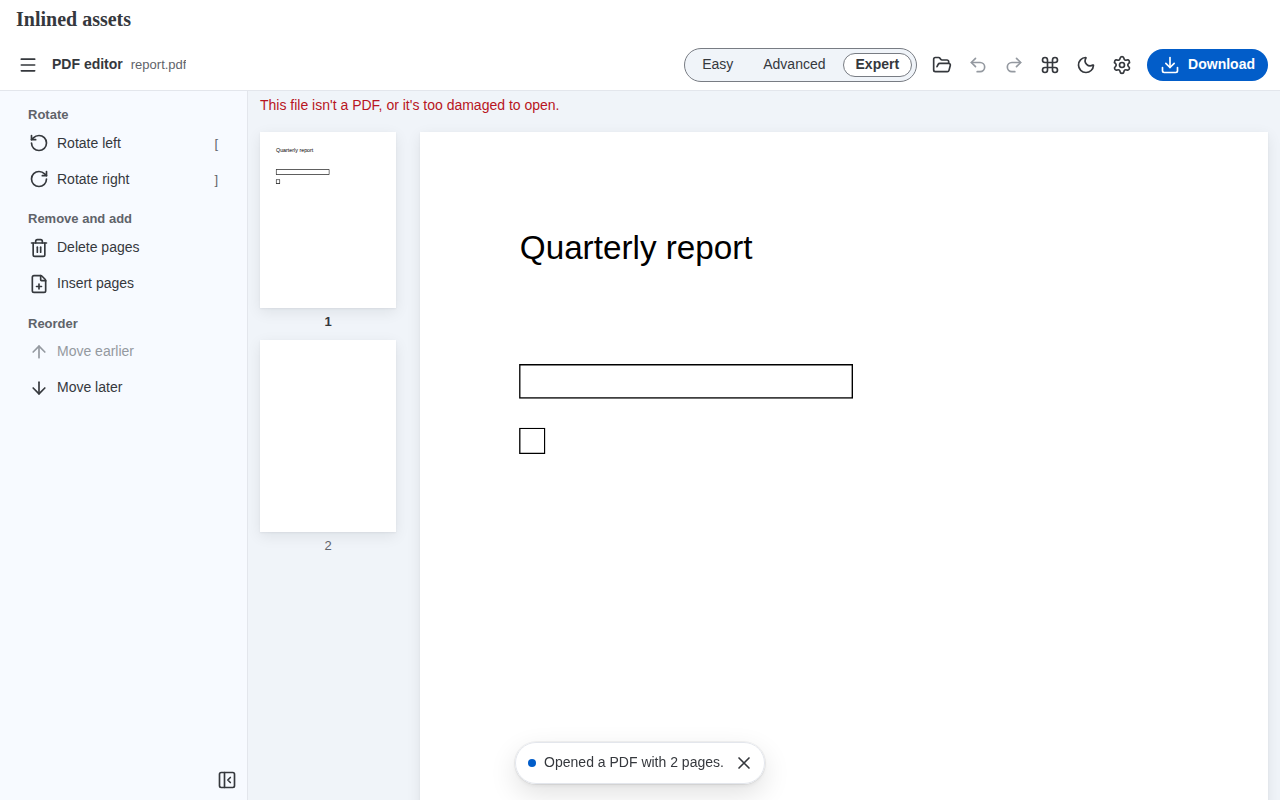 Inlined assets
PDF editor report.pdf
Easy Advanced Expert
Download
Rotate
Rotate left [
Rotate right ]
Remove and add
Delete pages
Insert pages
Reorder
Move earlier
Move later
This file isn't a PDF, or it's too damaged to open.
Quarterly report
1
2
Quarterly report
Opened a PDF with 2 pages.